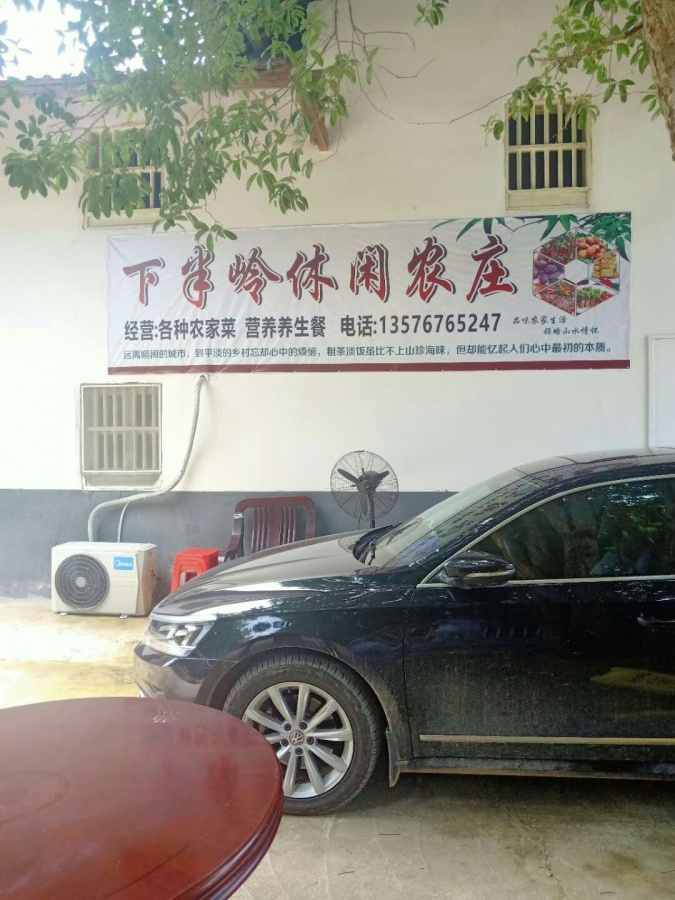 下半岭休闲农庄
经营:各种农家菜 营养养生餐 电话:13576765247
品味农家生活
领略山水情怀
远离喧闹的城市，到平淡的乡村忘却心中的烦恼，粗茶淡饭虽比不上山珍海味，但却能忆起人们心中最初的本质。
Midea